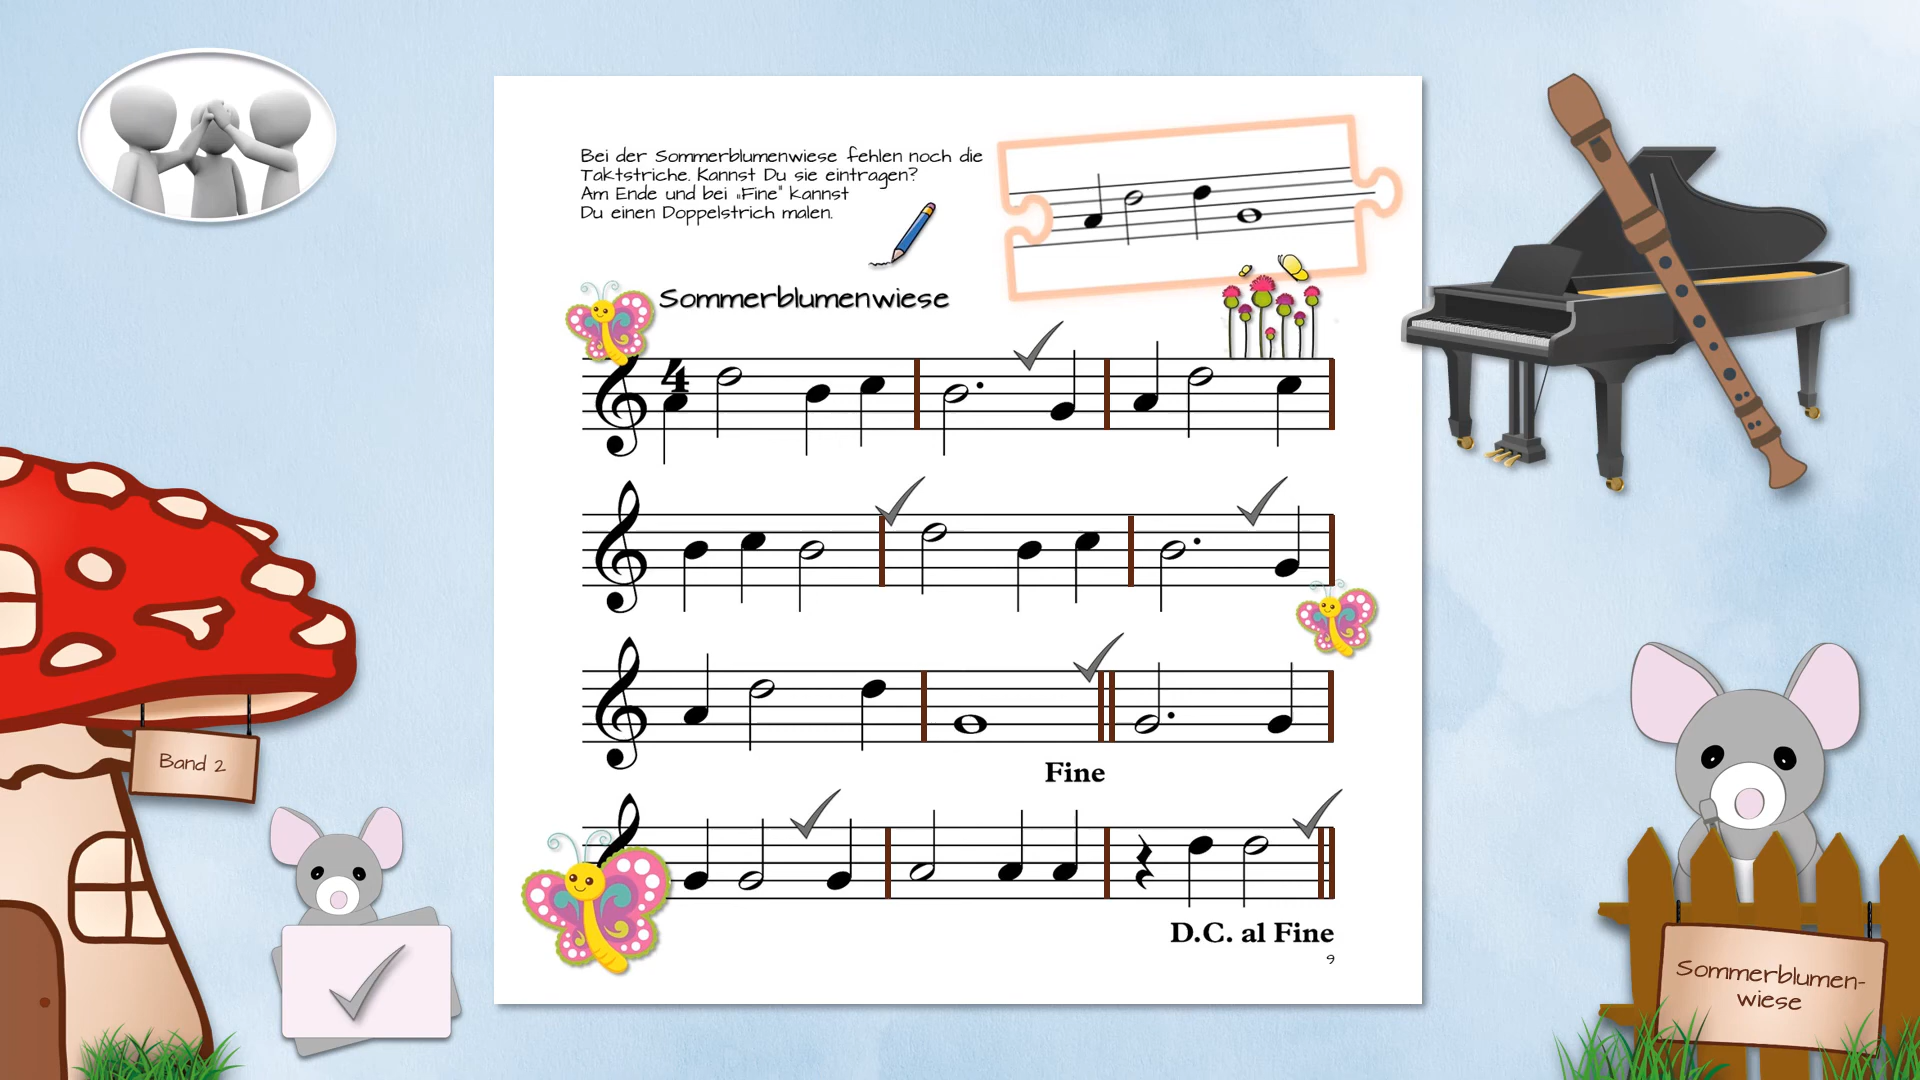 Bei der Sommerblumenwiese fehlen noch die
Taktstriche. Kannst Du sie eintragen?
Am Ende und bei „Fine" kannst
Du einen Doppelstrich malen.
Sommerblumenwiese
4
Fine
D.C. al Fine
9
Band 2
Sommerblumen-
wiese